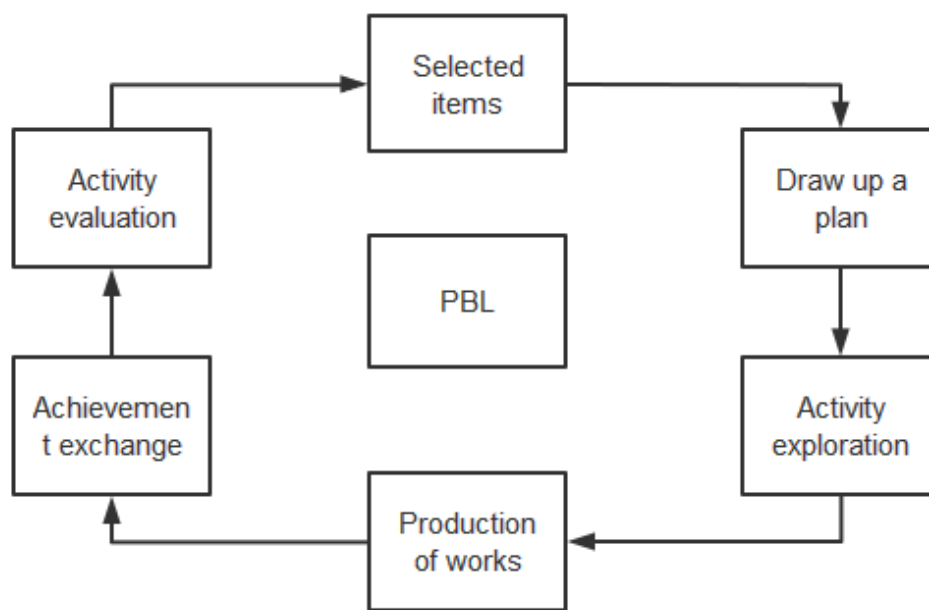 Selected
items
Activity
evaluation
Draw up a
plan
PBL
Achievemen
t exchange
Activity
exploration
Production
of works